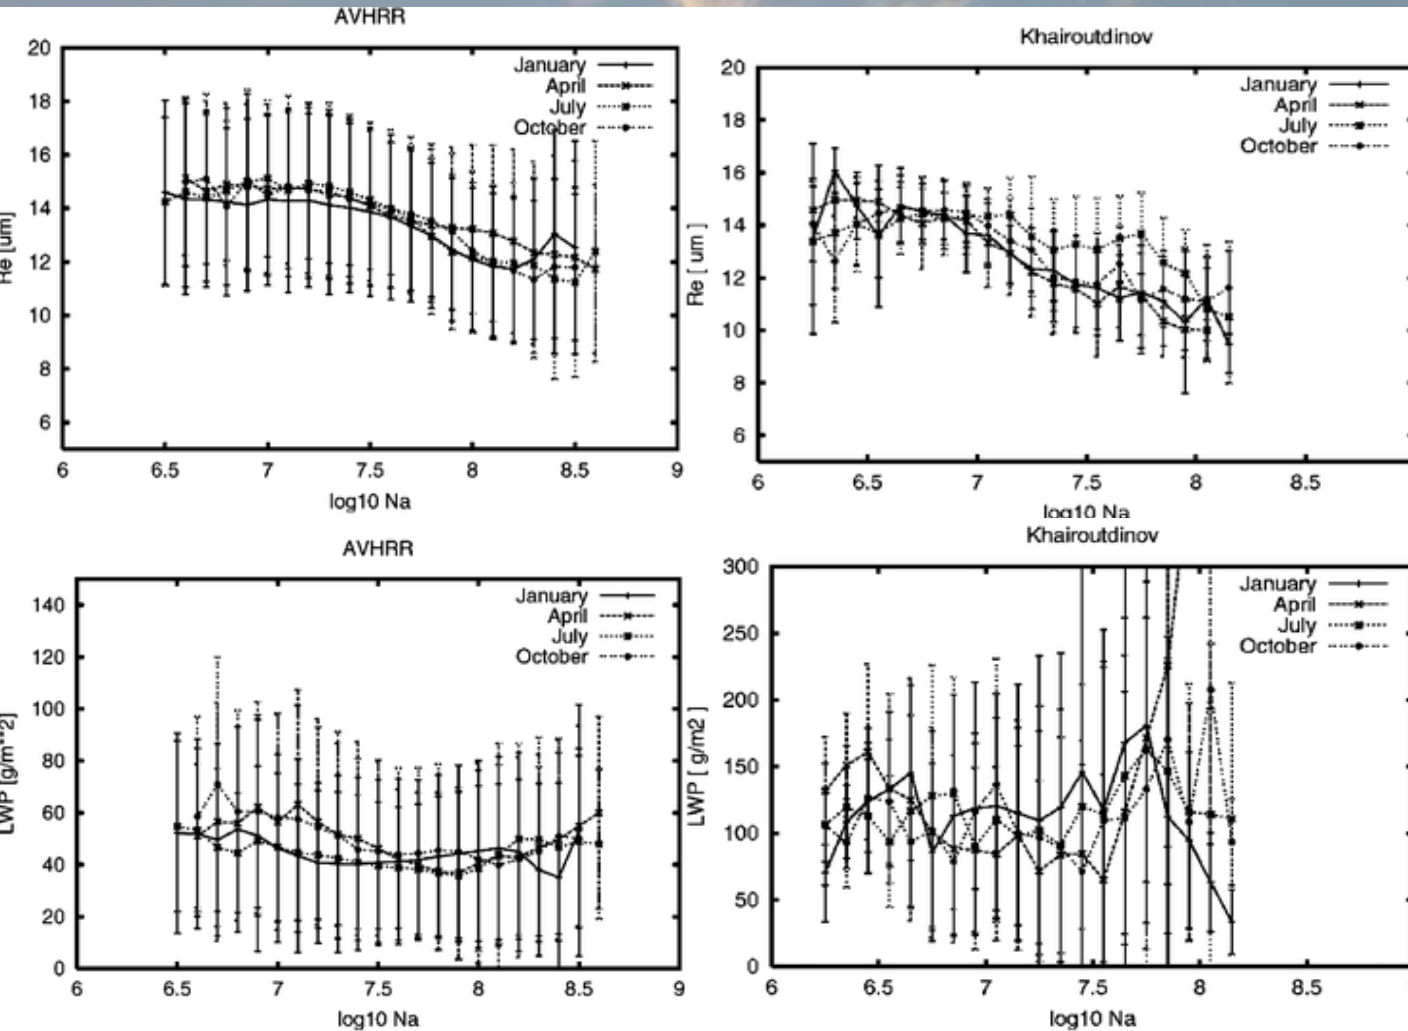 AVHRR
Re [um]
20
18
16
14
12
10
8
6
January
April
July
October
6 6.5 7 7.5 8 8.5 9
log10 Na
Khairoutdinov
Re [ um ]
20
18
16
14
12
10
8
6
January
April
July
October
6 6.5 7 7.5 8 8.5
log10 Na
AVHRR
LWP [g/m**2]
140
120
100
80
60
40
20
0
January
April
July
October
6 6.5 7 7.5 8 8.5 9
log10 Na
Khairoutdinov
LWP [ g/m2 ]
300
250
200
150
100
50
0
January
April
July
October
6 6.5 7 7.5 8 8.5
log10 Na